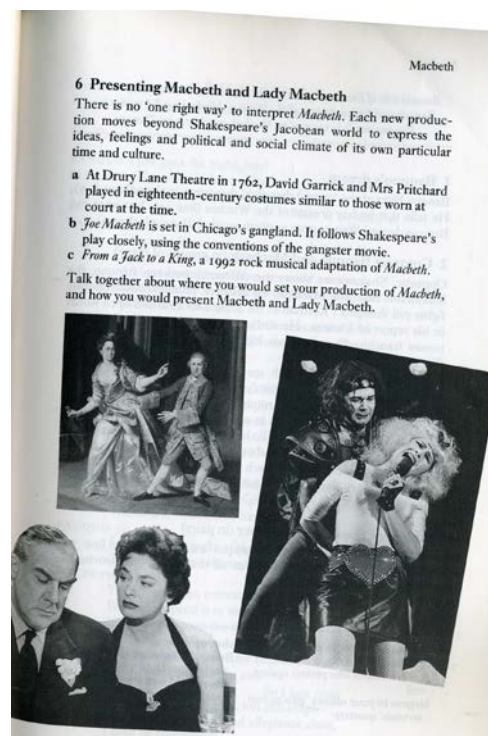 Macbeth
6 Presenting Macbeth and Lady Macbeth
There is no ‘one right way’ to interpret Macbeth. Each new produc-
tion moves beyond Shakespeare’s Jacobean world to express the
ideas, feelings and political and social climate of its own particular
time and culture.
a At Drury Lane Theatre in 1762, David Garrick and Mrs Pritchard
played in eighteenth-century costumes similar to those worn at
court at the time.
b Joe Macbeth is set in Chicago’s gangland. It follows Shakespeare’s
play closely, using the conventions of the gangster movie.
c From a Jack to a King, a 1992 rock musical adaptation of Macbeth.
Talk together about where you would set your production of Macbeth,
and how you would present Macbeth and Lady Macbeth.